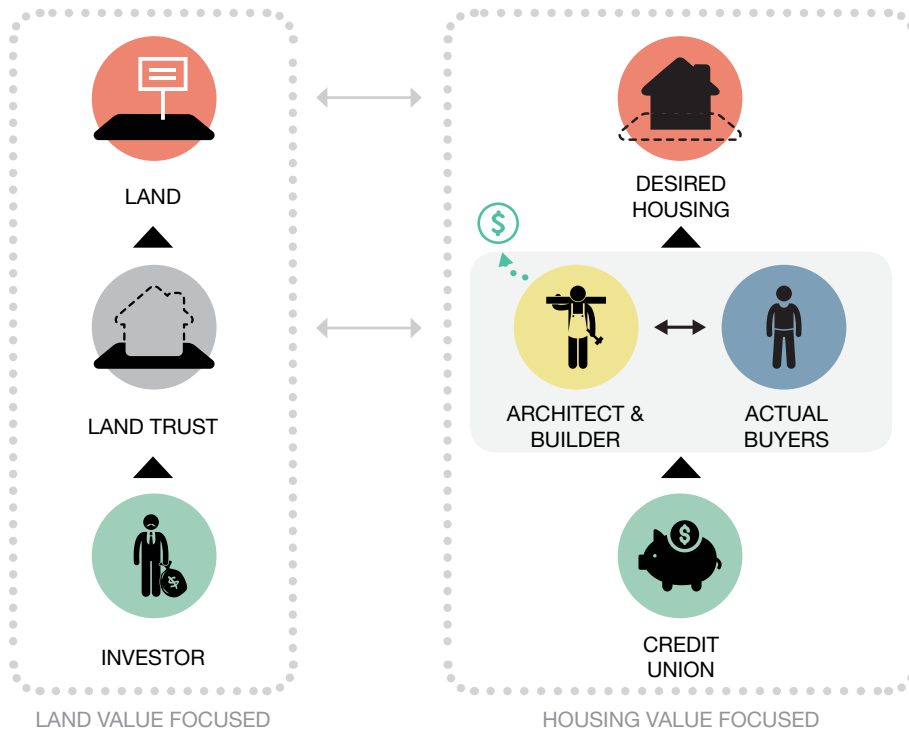 LAND
DESIRED
HOUSING
$
LAND TRUST
ARCHITECT &
BUILDER
ACTUAL
BUYERS
$
$
INVESTOR
CREDIT
UNION
LAND VALUE FOCUSED
HOUSING VALUE FOCUSED